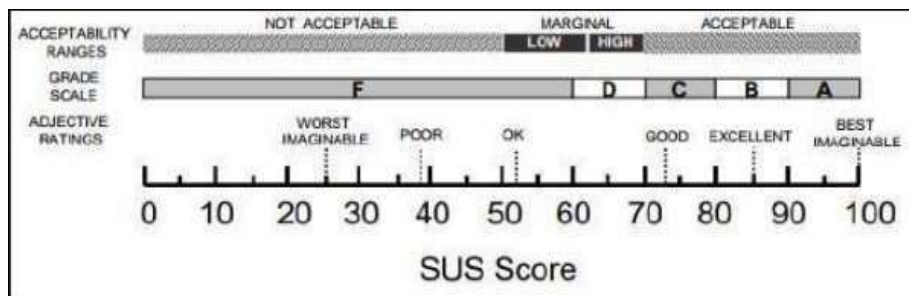 NOT ACCEPTABLE MARGINAL ACCEPTABLE
ACCEPTABILITY RANGES
LOW HIGH
GRADE SCALE
F D C B A
ADJECTIVE RATINGS
WORST IMAGINABLE POOR OK GOOD EXCELLENT BEST IMAGINABLE
0 10 20 30 40 50 60 70 80 90 100
SUS Score